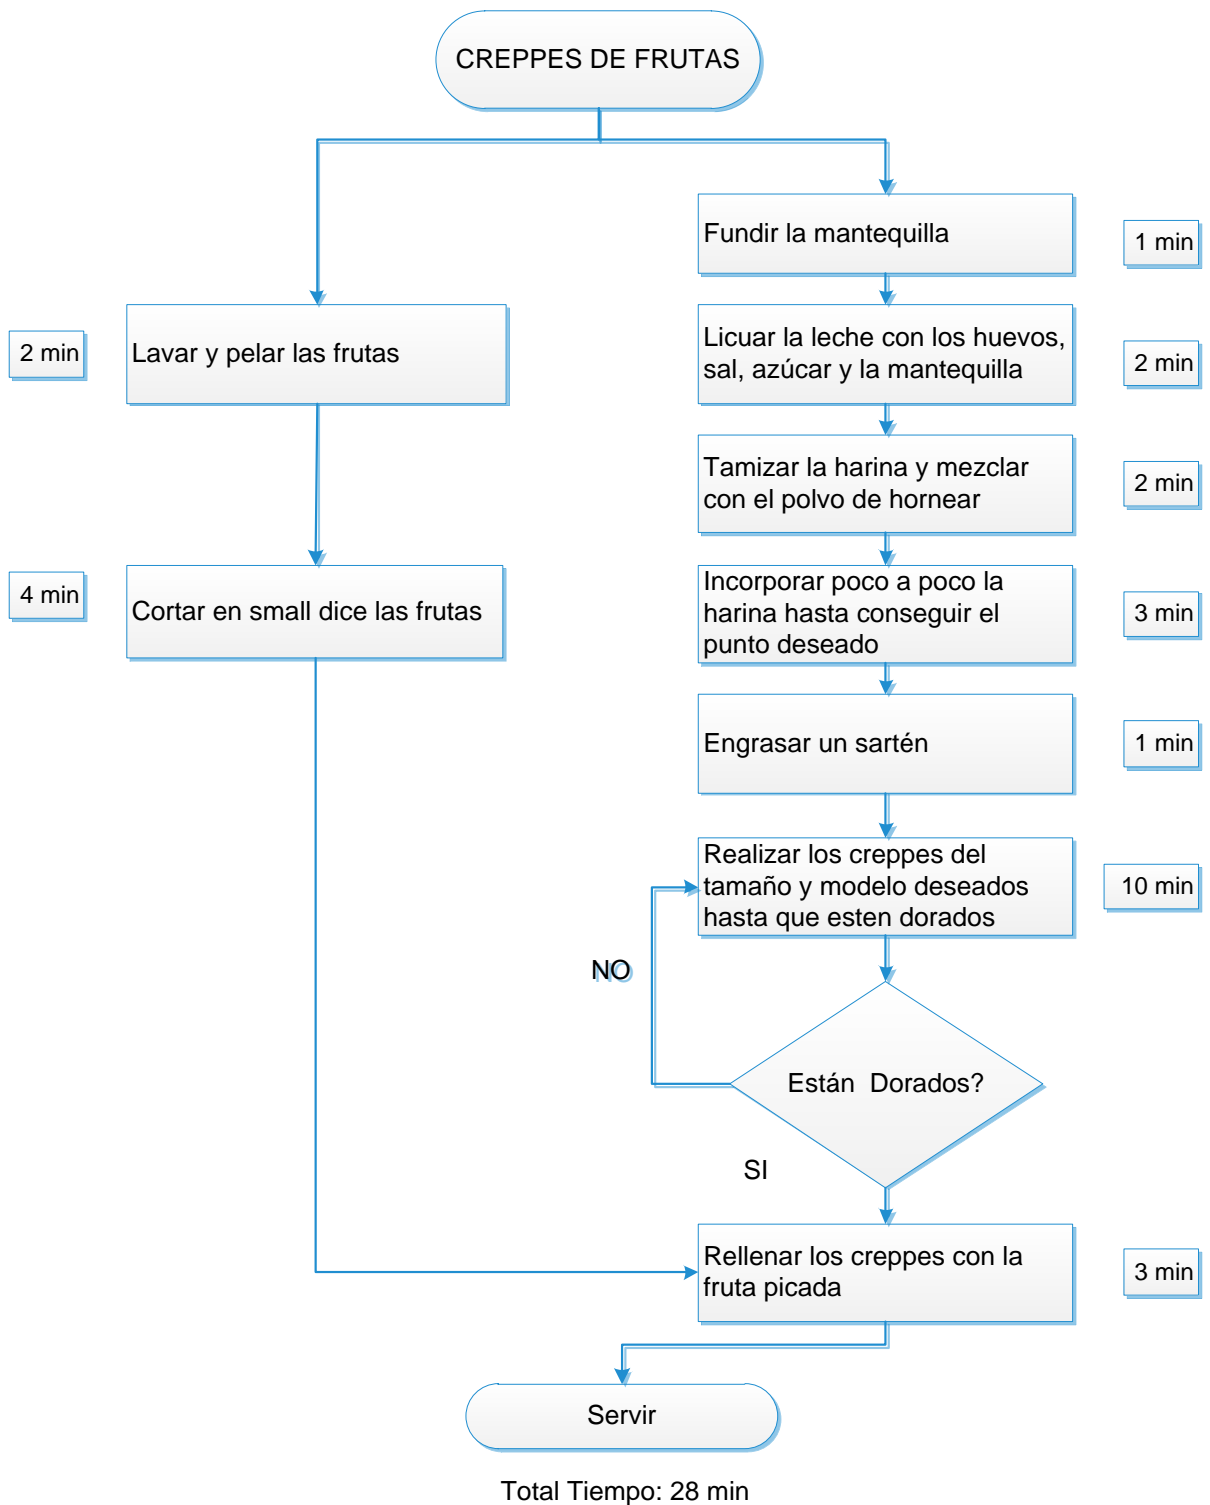 CREPPES DE FRUTAS
Fundir la mantequilla
1 min
Licuar la leche con los huevos,
sal, azúcar y la mantequilla
2 min
2 min
Lavar y pelar las frutas
Tamizar la harina y mezclar
con el polvo de hornear
2 min
4 min
Cortar en small dice las frutas
Incorporar poco a poco la
harina hasta conseguir el
punto deseado
3 min
Engrasar un sartén
1 min
Realizar los creppes del
tamaño y modelo deseados
hasta que esten dorados
10 min
NO
Están  Dorados?
SI
Rellenar los creppes con la
fruta picada
3 min
Servir
Total Tiempo: 28 min